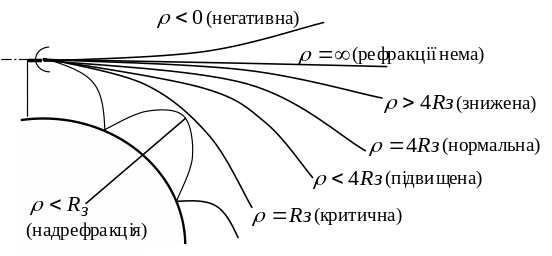 ρ < 0 (негативна)
ρ = ∞ (рефракції нема)
ρ > 4Rз (знижена)
ρ = 4Rз (нормальна)
ρ < 4Rз (підвищена)
ρ = Rз (критична)
ρ < Rз
(надрефракція)